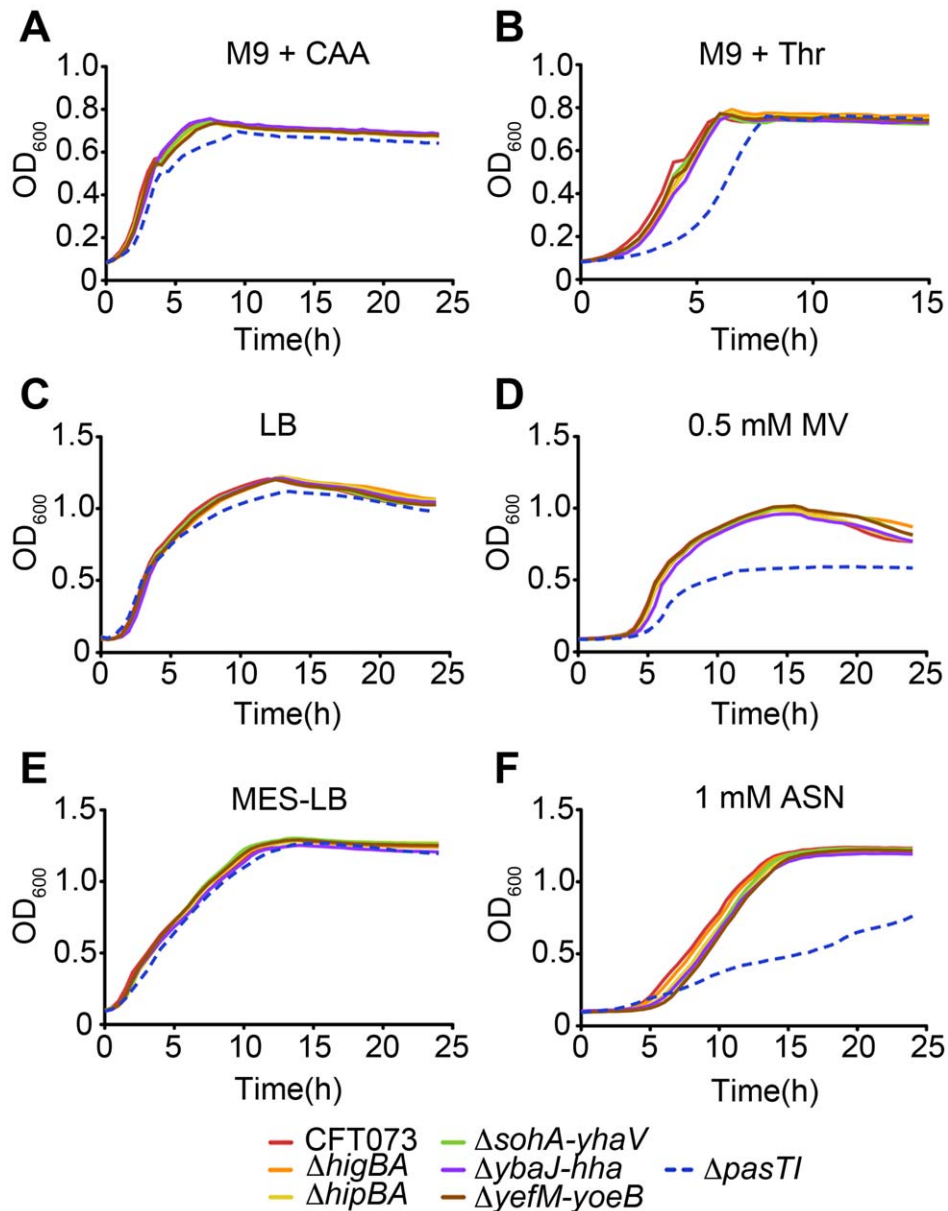 A
M9 + CAA
OD600
1.0
0.8
0.6
0.4
0.2
0
0 5 10 15 20 25
Time(h)
B
M9 + Thr
OD600
1.0
0.8
0.6
0.4
0.2
0
0 5 10 15
Time(h)
C
LB
OD600
1.5
1.0
0.5
0
0 5 10 15 20 25
Time(h)
D
0.5 mM MV
OD600
1.5
1.0
0.5
0
0 5 10 15 20 25
Time(h)
E
MES-LB
OD600
1.5
1.0
0.5
0
0 5 10 15 20 25
Time(h)
F
1 mM ASN
OD600
1.5
1.0
0.5
0
0 5 10 15 20 25
Time(h)
CFT073
ΔhigBA
ΔhipBA
ΔsohA-yhaV
ΔybaJ-hha
ΔyefM-yoeB
ΔpasTI